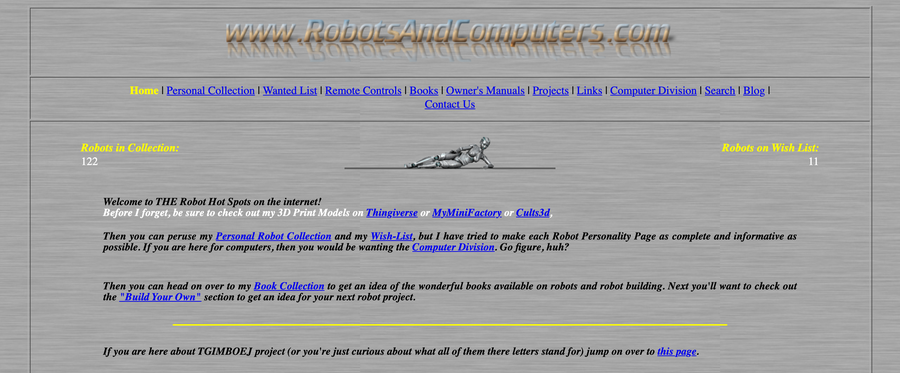 www.RobotsAndComputers.com
Home | Personal Collection | Wanted List | Remote Controls | Books | Owner's Manuals | Projects | Links | Computer Division | Search | Blog |
Contact Us
Robots in Collection:
122
Robots on Wish List:
11
Welcome to THE Robot Hot Spots on the internet!
Before I forget, be sure to check out my 3D Print Models on Thingiverse or MyMiniFactory or Cults3d,
Then you can peruse my Personal Robot Collection and my Wish-List, but I have tried to make each Robot Personality Page as complete and informative as
possible. If you are here for computers, then you would be wanting the Computer Division. Go figure, huh?
Then you can head on over to my Book Collection to get an idea of the wonderful books available on robots and robot building. Next you'll want to check out
the "Build Your Own" section to get an idea for your next robot project.
If you are here about TGIMBOEJ project (or you're just curious about what all of them there letters stand for) jump on over to this page.